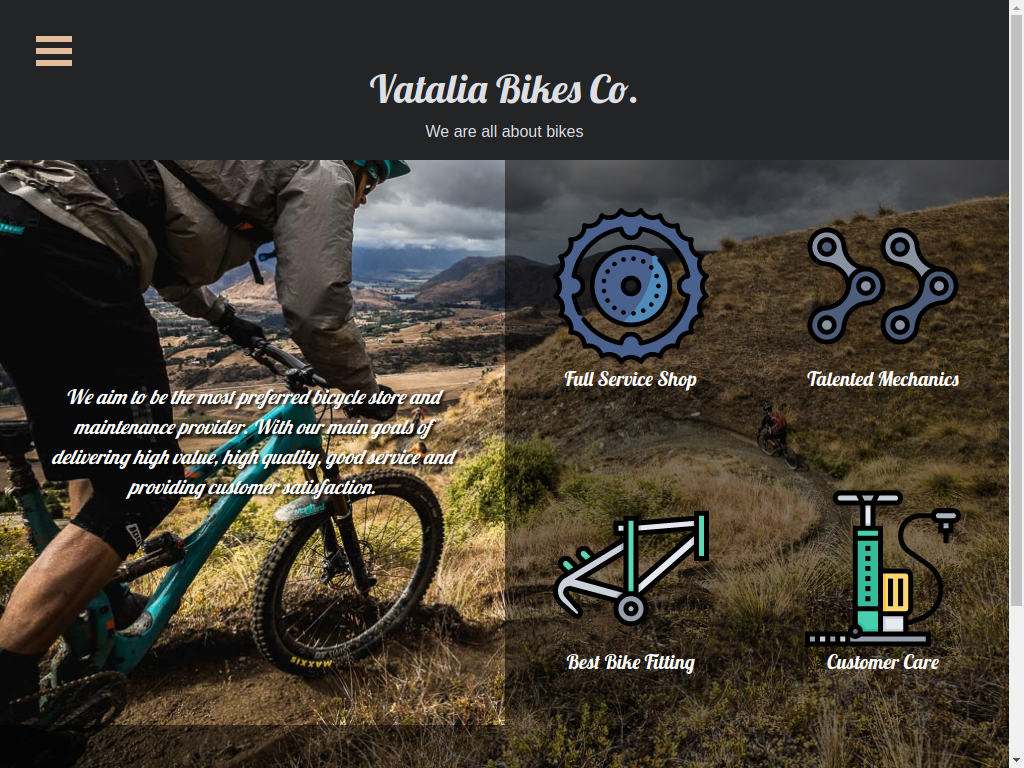 Vatalia Bikes Co.
We are all about bikes
We aim to be the most preferred bicycle store and
maintenance provider. With our main goals of
delivering high value, high quality, good service and
providing customer satisfaction.
Full Service Shop
Talented Mechanics
Best Bike Fitting
Customer Care
MAXXIS